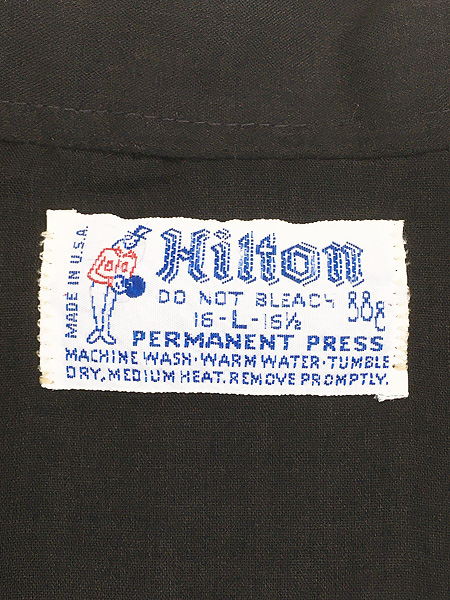 MADE IN U.S.A.
Hilton
DO NOT BLEACH
16-L-16½
PERMANENT PRESS
MACHINE WASH·WARM WATER·TUMBLE
DRY, MEDIUM HEAT. REMOVE PROMPTLY.